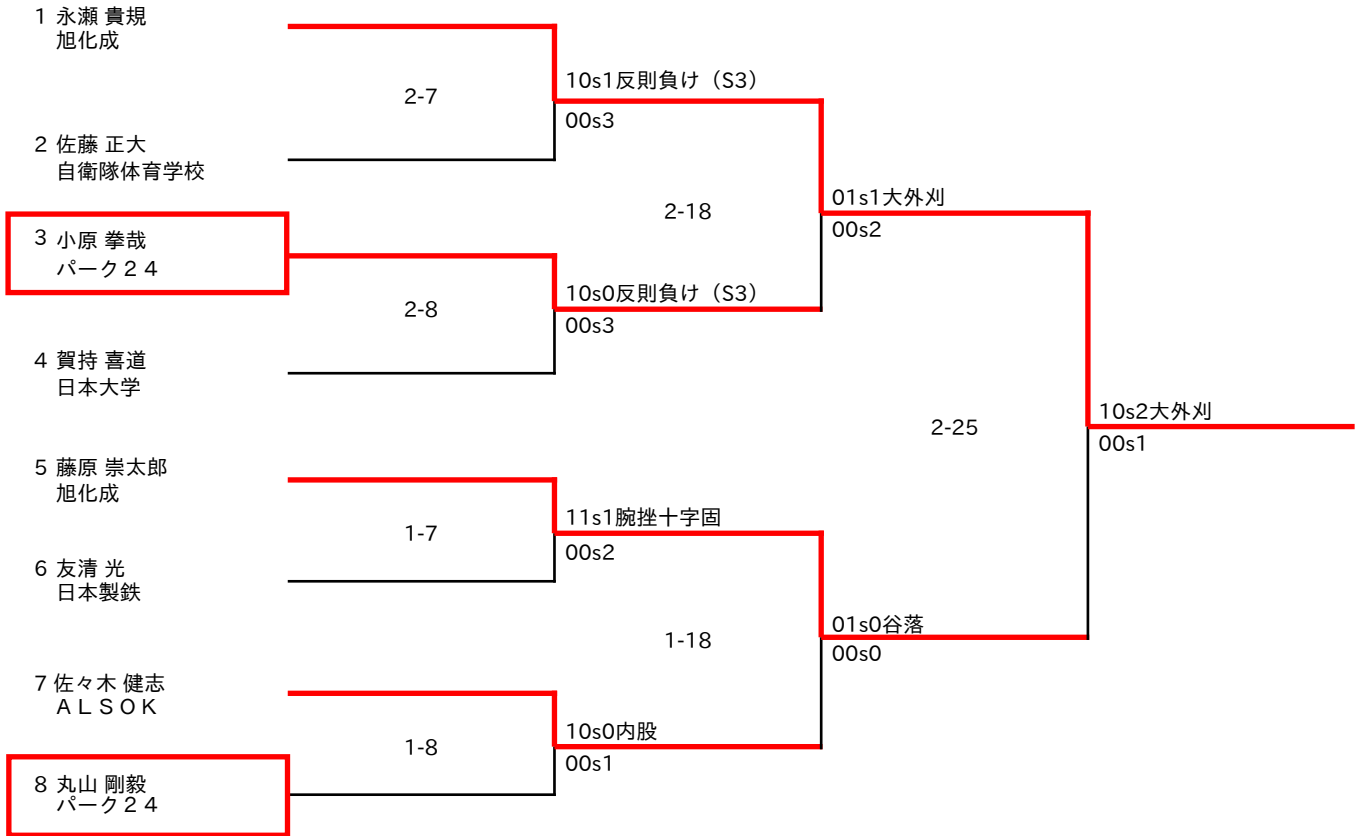 1 永瀬 貴規
旭化成
2-7
10s1反則負け（S3）
00s3
2 佐藤 正大
自衛隊体育学校
2-18
01s1大外刈
00s2
3 小原 拳哉
パーク２４
2-8
10s0反則負け（S3）
00s3
4 賀持 喜道
日本大学
2-25
10s2大外刈
00s1
5 藤原 崇太郎
旭化成
1-7
11s1腕挫十字固
00s2
6 友清 光
日本製鉄
1-18
01s0谷落
00s0
7 佐々木 健志
ＡＬＳＯＫ
1-8
10s0内股
00s1
8 丸山 剛毅
パーク２４